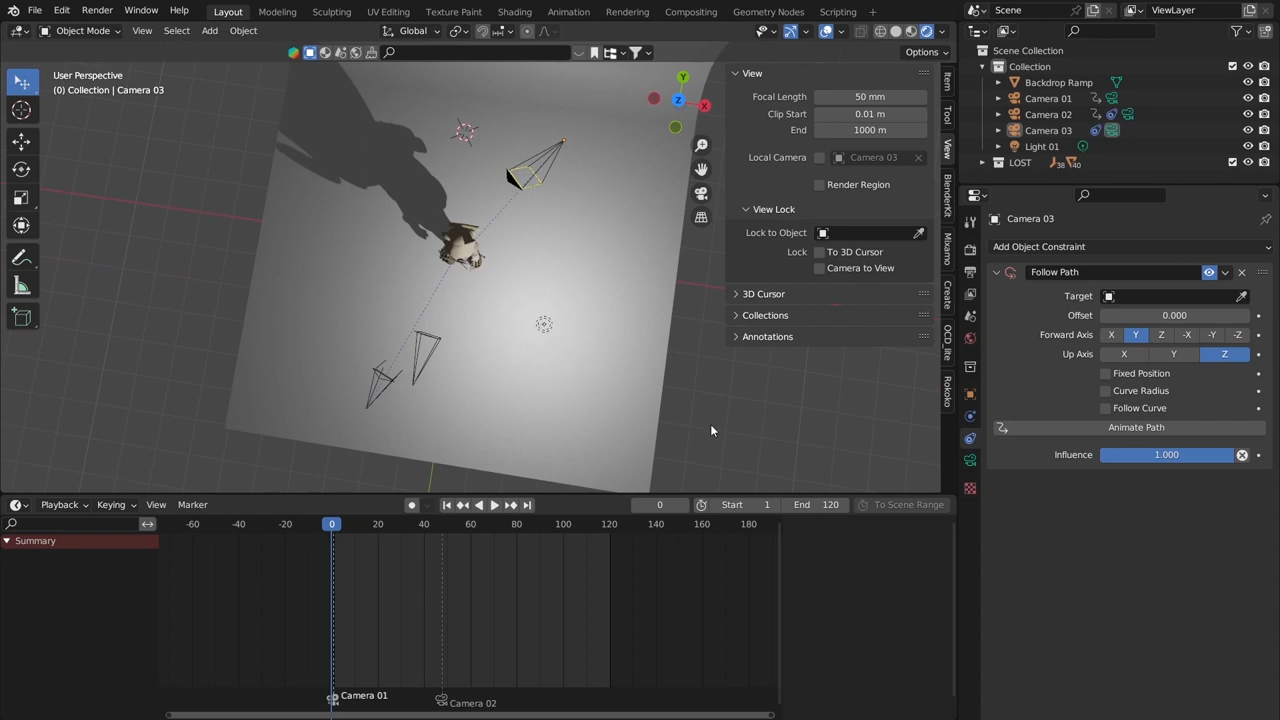 File Edit Render Window Help Layout Modeling Sculpting UV Editing Texture Paint Shading Animation Rendering Compositing Geometry Nodes Scripting + Scene ViewLayer
Object Mode View Select Add Object Global
Options
User Perspective
(0) Collection | Camera 03
Y
Z
X
View
Focal Length 50 mm
Clip Start 0.01 m
End 1000 m
Local Camera Camera 03
Render Region
View Lock
Lock to Object
Lock To 3D Cursor
Camera to View
3D Cursor
Collections
Annotations
Item
Tool
View
BlenderKit
Mixamo
Create
OCD_lite
Rokoko
Scene Collection
Collection
Backdrop Ramp
Camera 01
Camera 02
Camera 03
Light 01
LOST 38 40
Camera 03
Add Object Constraint
Follow Path
Target
Offset 0.000
Forward Axis X Y Z -X -Y -Z
Up Axis X Y Z
Fixed Position
Curve Radius
Follow Curve
Animate Path
Influence 1.000
Playback Keying View Marker 0 Start 1 End 120 To Scene Range
-60 -40 -20 0 20 40 60 80 100 120 140 160 180
Summary
Camera 01
Camera 02